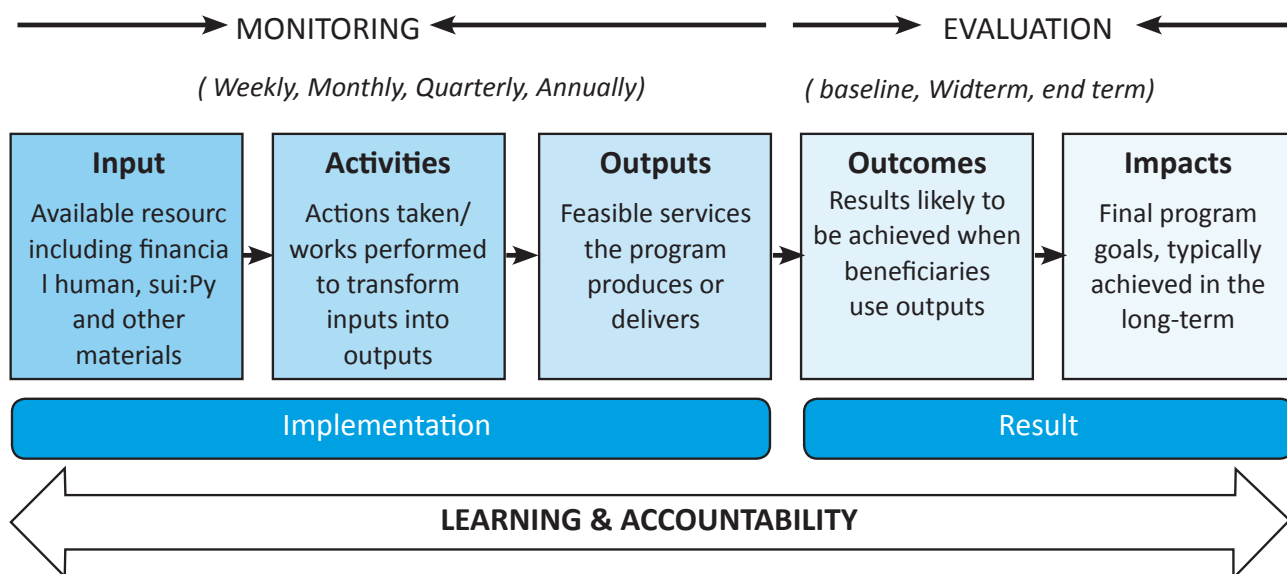 MONITORING
EVALUATION
( Weekly, Monthly, Quarterly, Annually)
( baseline, Widterm, end term)
Input
Available resourc
including financia
l human, sui:Py
and other
materials
Activities
Actions taken/
works performed
to transform
inputs into
outputs
Outputs
Feasible services
the program
produces or
delivers
Outcomes
Results likely to
be achieved when
beneficiaries
use outputs
Impacts
Final program
goals, typically
achieved in the
long-term
Implementation
Result
LEARNING & ACCOUNTABILITY